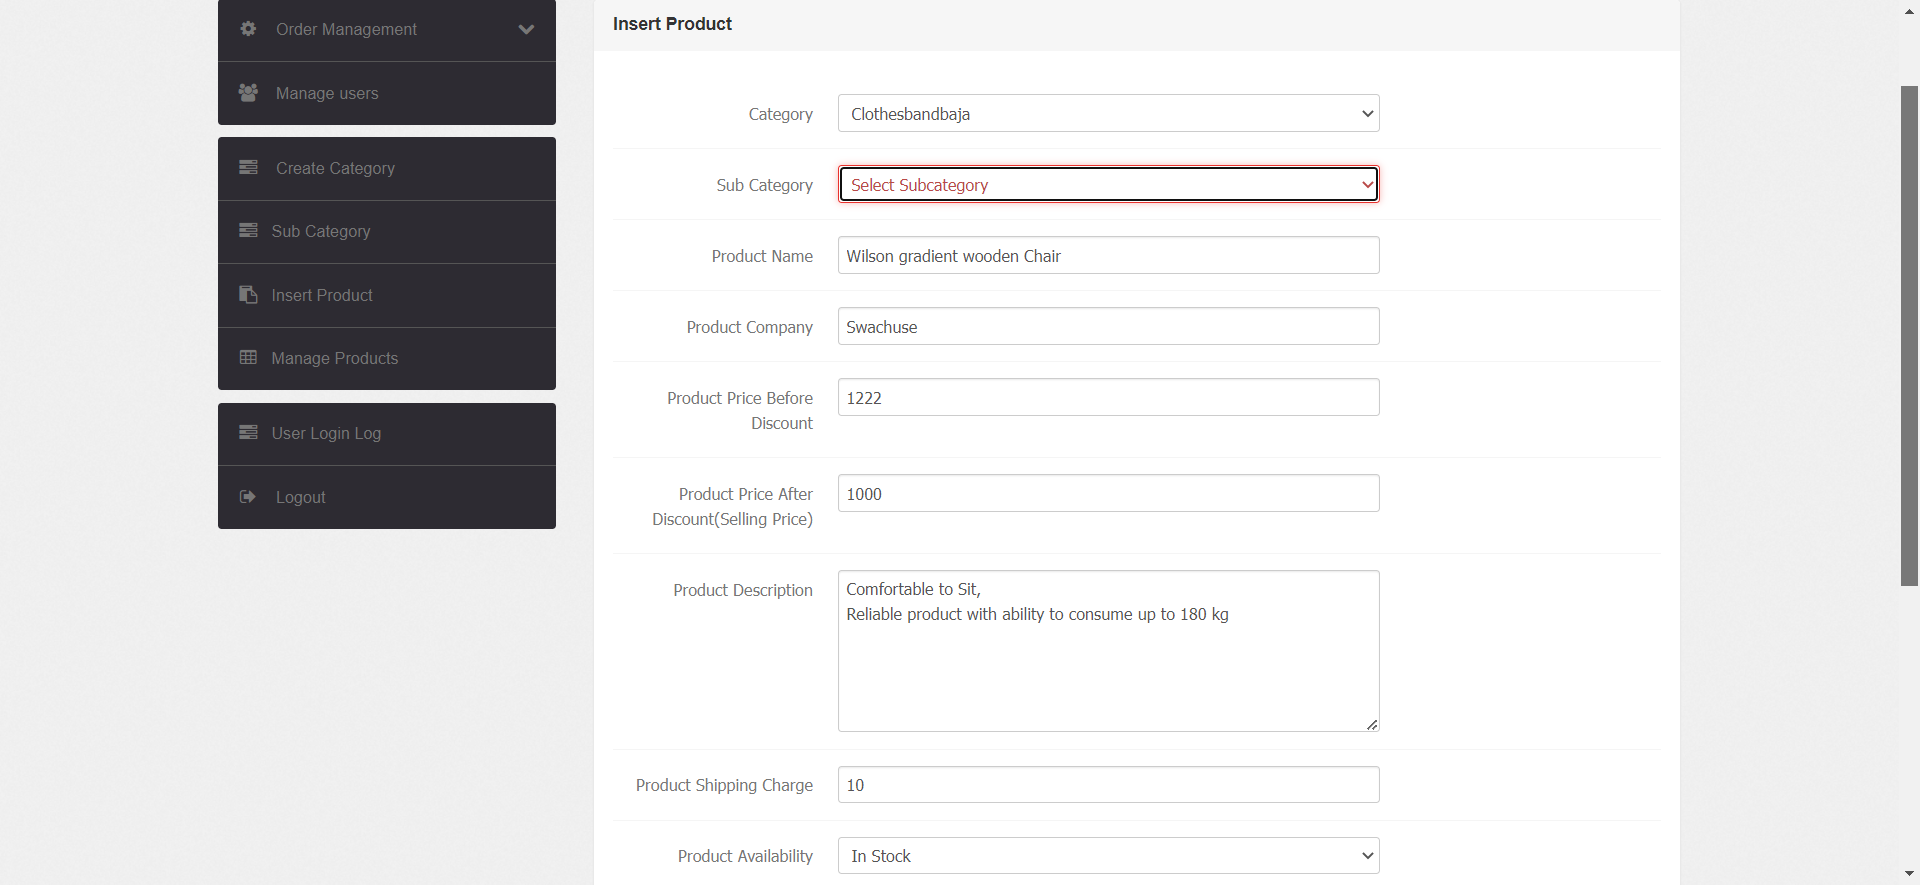 Order Management
Manage users
Create Category
Sub Category
Insert Product
Manage Products
User Login Log
Logout
Insert Product
Category
Clothesbandbaja
Sub Category
Select Subcategory
Product Name
Wilson gradient wooden Chair
Product Company
Swachuse
Product Price Before
Discount
1222
Product Price After
Discount(Selling Price)
1000
Product Description
Comfortable to Sit,
Reliable product with ability to consume up to 180 kg
Product Shipping Charge
10
Product Availability
In Stock